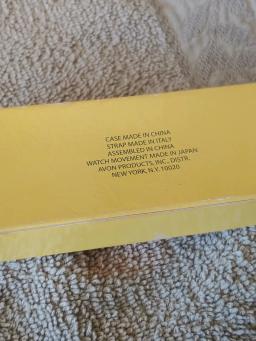 CASE MADE IN CHINA
STRAP MADE IN ITALY
ASSEMBLED IN CHINA
WATCH MOVEMENT MADE IN JAPAN
AVON PRODUCTS, INC., DISTR.
NEW YORK, N.Y. 10020